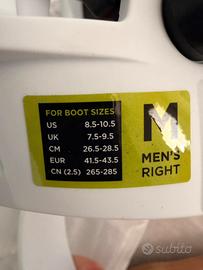 FOR BOOT SIZES
US 8.5-10.5
UK 7.5-9.5
CM 26.5-28.5
EUR 41.5-43.5
CN (2.5) 265-285
M
MEN'S
RIGHT
subito